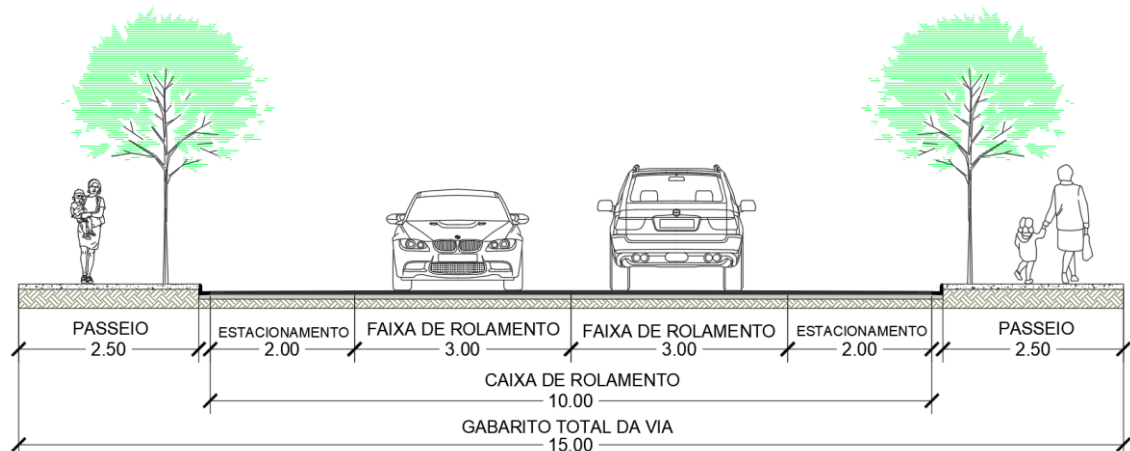 PASSEIO
2.50
ESTACIONAMENTO
2.00
FAIXA DE ROLAMENTO
3.00
FAIXA DE ROLAMENTO
3.00
ESTACIONAMENTO
2.00
PASSEIO
2.50
CAIXA DE ROLAMENTO
10.00
GABARITO TOTAL DA VIA
15.00